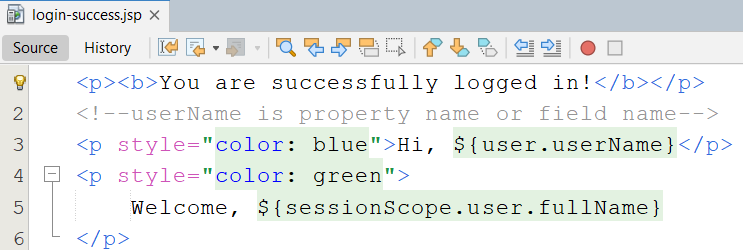 login-success.jsp
Source History
<p><b>You are successfully logged in!</b></p>
2 <!--userName is property name or field name-->
3 <p style="color: blue">Hi, ${user.userName}</p>
4 <p style="color: green">
5 Welcome, ${sessionScope.user.fullName}
6 </p>